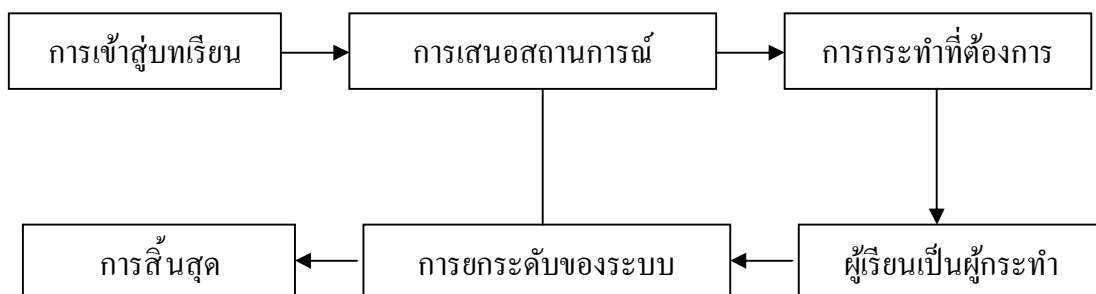 การเข้าสู่บทเรียน
การเสนอสถานการณ์
การกระทำที่ต้องการ
การสิ้นสุด
การยกระดับของระบบ
ผู้เรียนเป็นผู้กระทำ